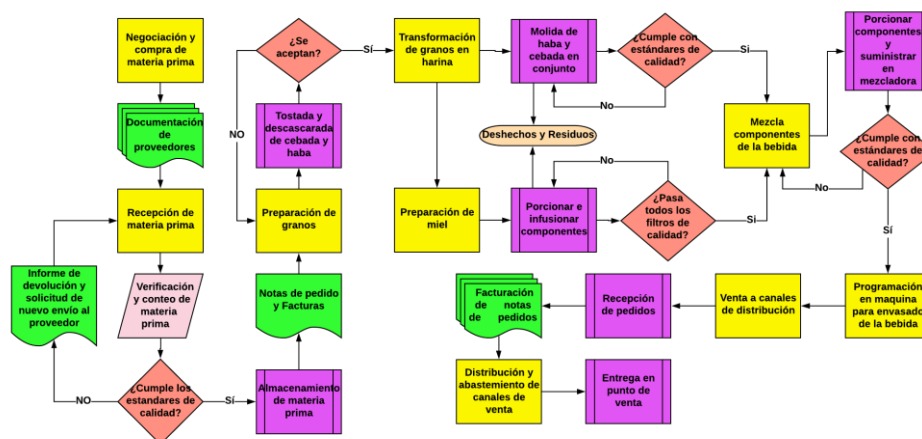 Negociación y
compra de
materia prima
Documentación
de
proveedores
Recepción de
materia prima
Informe de
devolución y
solicitud de
nuevo envío al
proveedor
Verificación
y conteo de
materia
prima
¿Cumple los
estandares de
calidad?
NO
Sí
Almacenamiento
de materia
prima
Notas de pedido
y Facturas
Preparación de
granos
Tostada y
descascarada
de cebada y
haba
¿Se
aceptan?
NO
Sí
Transformación
de granos en
harina
Molida de
haba y
cebada en
conjunto
¿Cumple con
estándares de
calidad?
No
Si
Deshechos y Residuos
Preparación de
miel
Porcionar e
infusionar
componentes
¿Pasa
todos los
filtros de
calidad?
No
Si
Mezcla
componentes
de la bebida
Porcionar
componentes
y
suministrar
en
mezcladora
¿Cumple con
estándares de
calidad?
No
Sí
Programación
en maquina
para envasado
de la bebida
Venta a canales
de distribución
Recepción
de pedidos
Facturación
de notas
de pedidos
Distribución y
abastemiento de
canales de
venta
Entrega en
punto de
venta